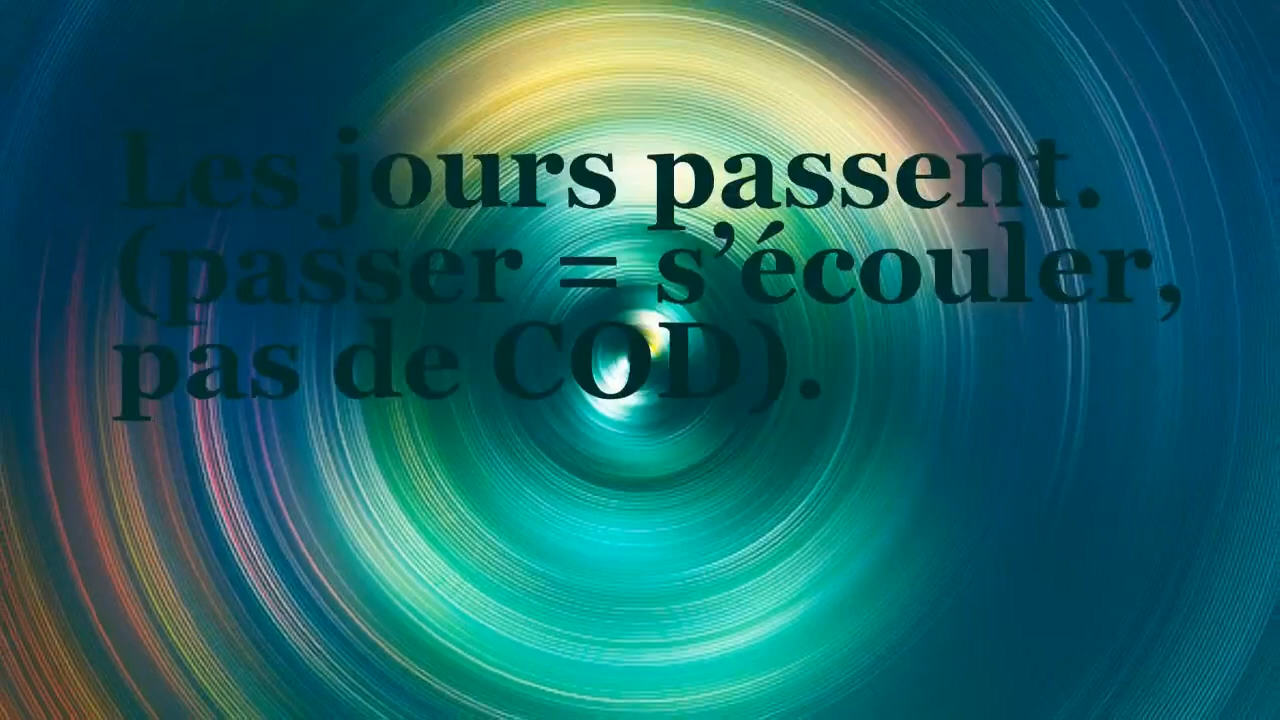 Les jours passent.
(passer = s’écouler,
pas de COD).